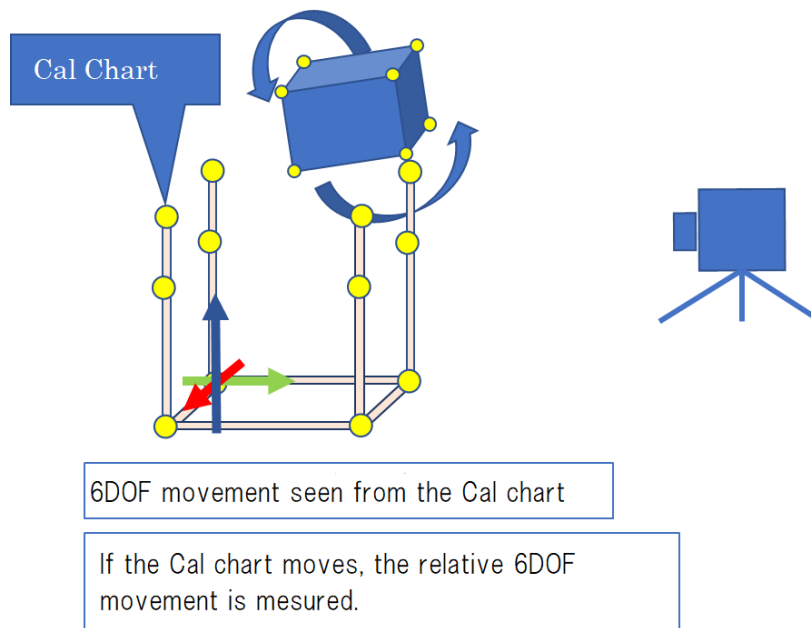 Cal Chart
6DOF movement seen from the Cal chart
If the Cal chart moves, the relative 6DOF
movement is mesured.